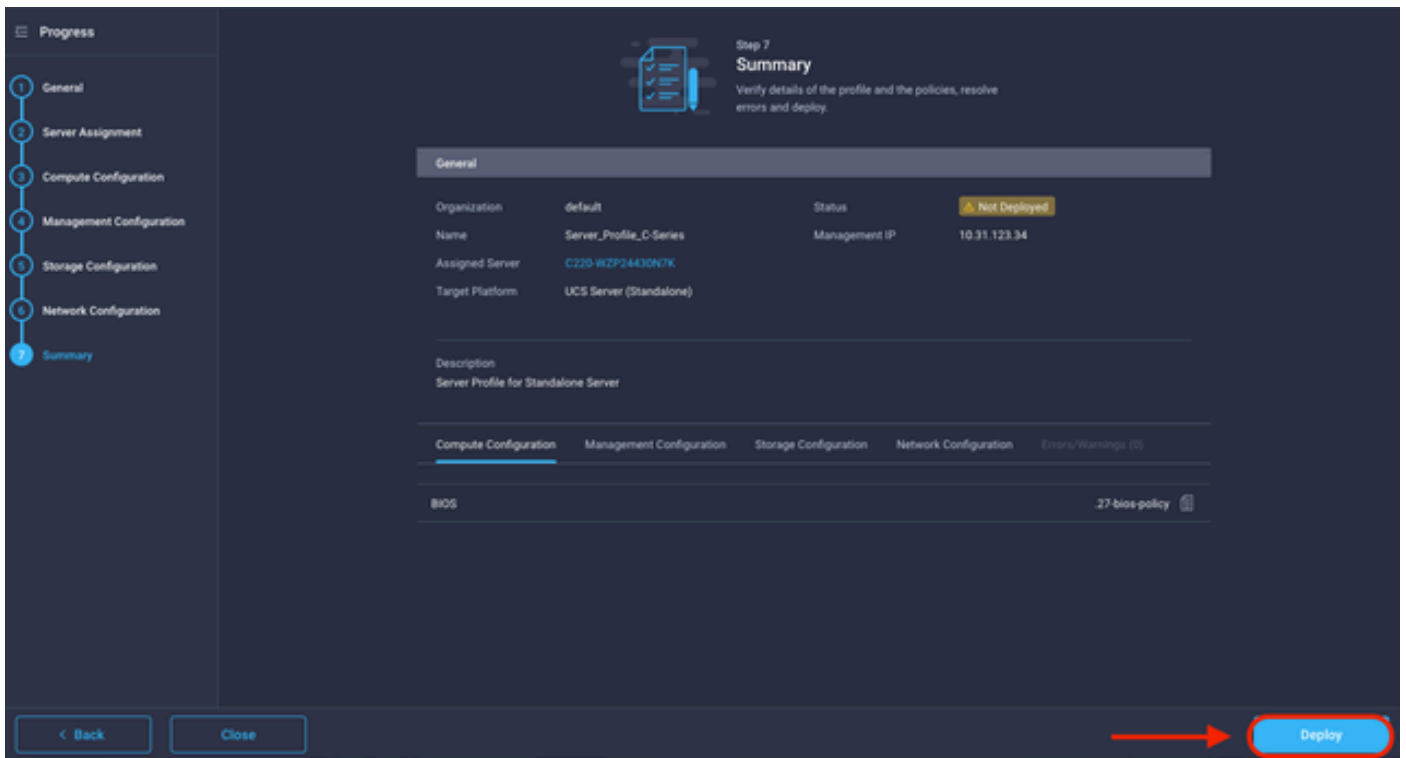 Progress
1 General
2 Server Assignment
3 Compute Configuration
4 Management Configuration
5 Storage Configuration
6 Network Configuration
7 Summary
Step 7
Summary
Verify details of the profile and the policies, resolve
errors and deploy.
General
Organization default Status Not Deployed
Name Server_Profile_C-Series Management IP 10.31.123.34
Assigned Server C220-WZP24430N7K
Target Platform UCS Server (Standalone)
Description
Server Profile for Standalone Server
Compute Configuration Management Configuration Storage Configuration Network Configuration Errors/Warnings (0)
BIOS .27-bios-policy
< Back Close Deploy